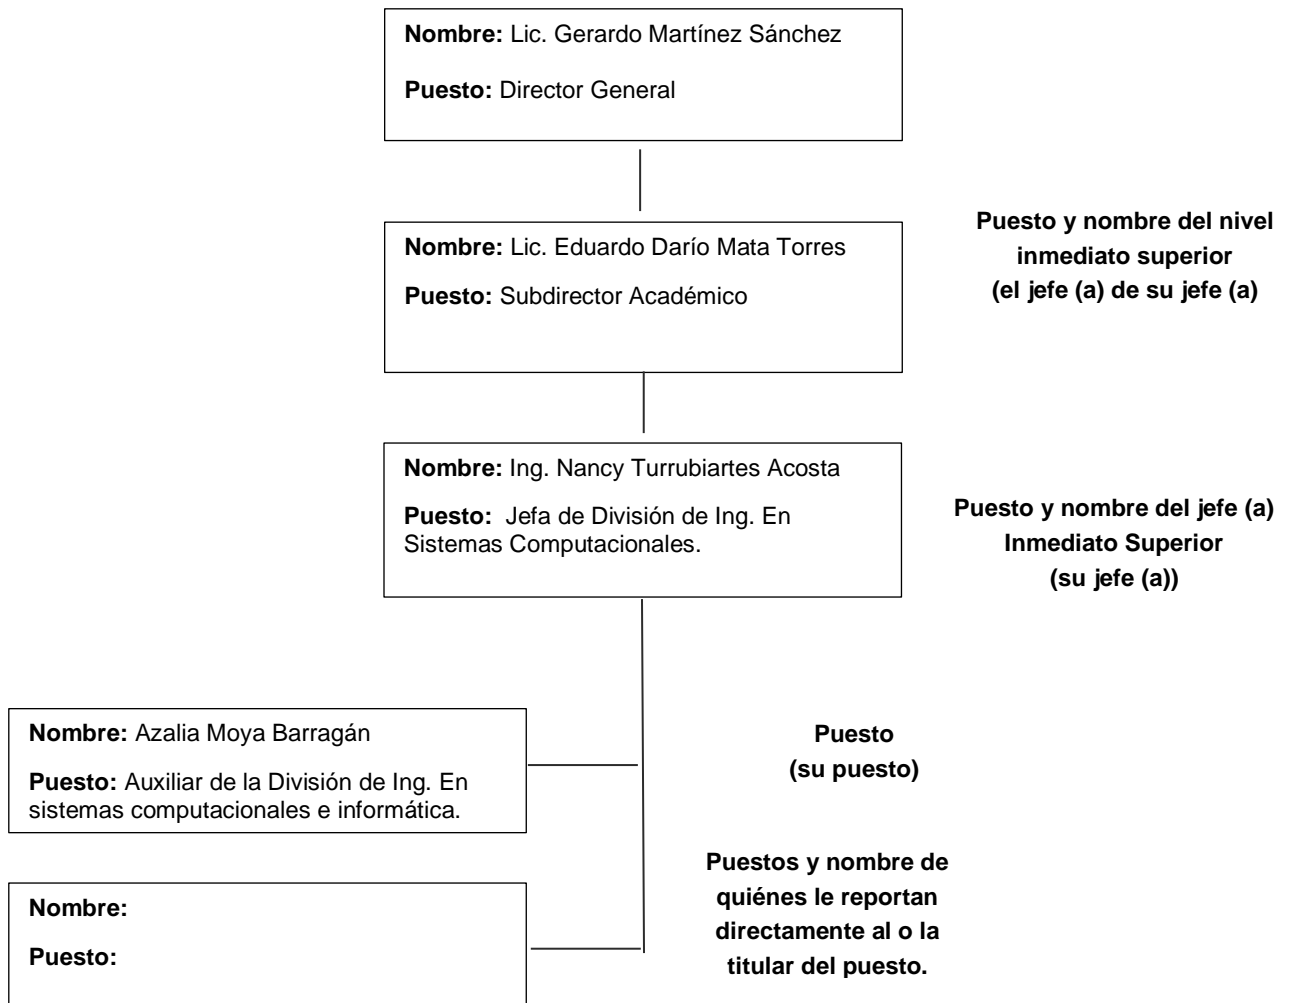 Nombre: Lic. Gerardo Martínez Sánchez
Puesto: Director General
Nombre: Lic. Eduardo Darío Mata Torres
Puesto: Subdirector Académico
Puesto y nombre del nivel
inmediato superior
(el jefe (a) de su jefe (a)
Nombre: Ing. Nancy Turrubiartes Acosta
Puesto: Jefa de División de Ing. En
Sistemas Computacionales.
Puesto y nombre del jefe (a)
Inmediato Superior
(su jefe (a))
Nombre: Azalia Moya Barragán
Puesto: Auxiliar de la División de Ing. En
sistemas computacionales e informática.
Puesto
(su puesto)
Nombre:
Puesto:
Puestos y nombre de
quiénes le reportan
directamente al o la
titular del puesto.